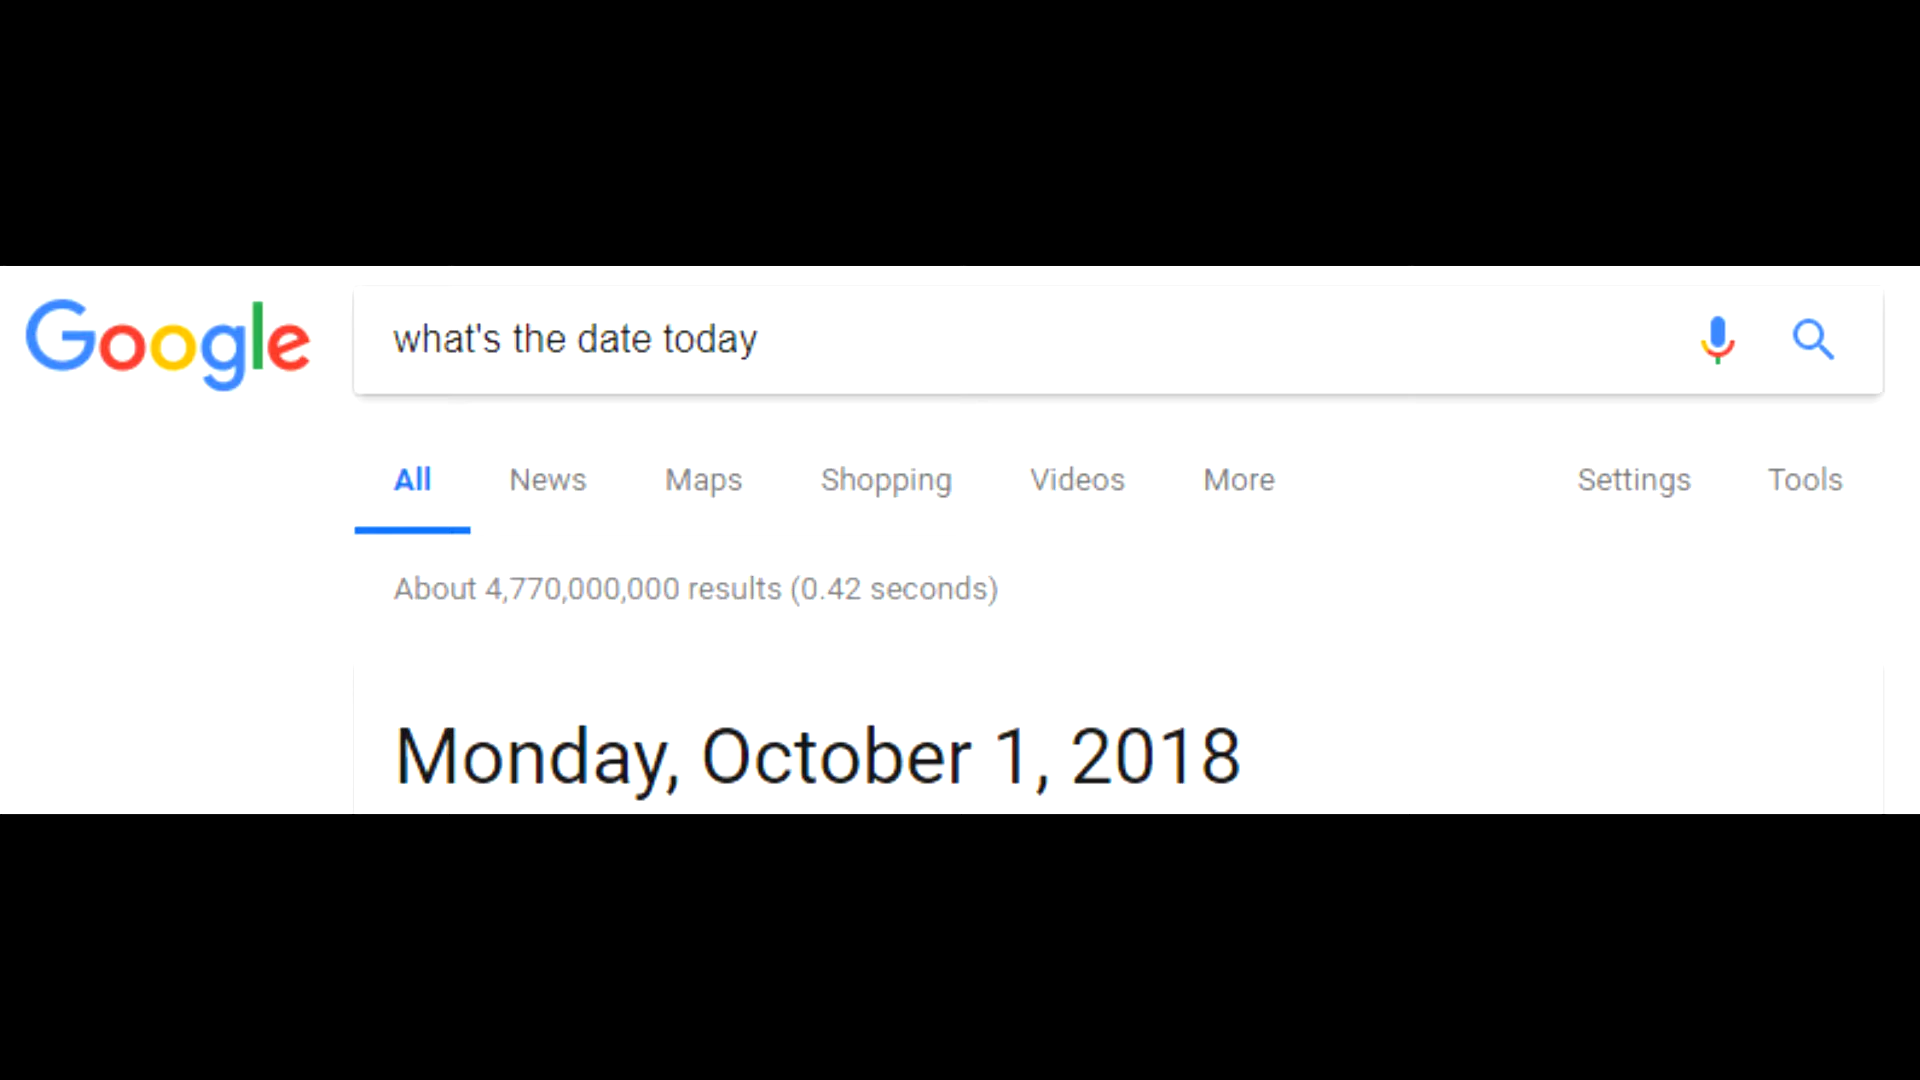 Google
what's the date today
All News Maps Shopping Videos More Settings Tools
About 4,770,000,000 results (0.42 seconds)
Monday, October 1, 2018